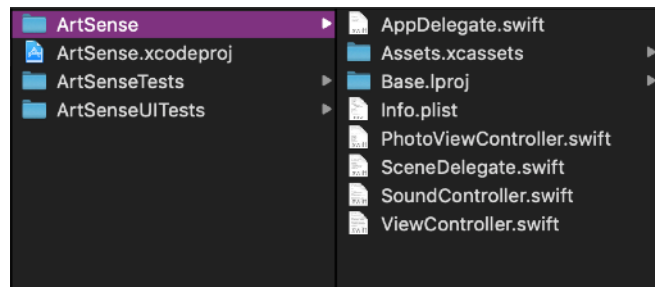 ArtSense
ArtSense.xcodeproj
ArtSenseTests
ArtSenseUITests
AppDelegate.swift
Assets.xcassets
Base.lproj
Info.plist
PhotoViewController.swift
SceneDelegate.swift
SoundController.swift
ViewController.swift